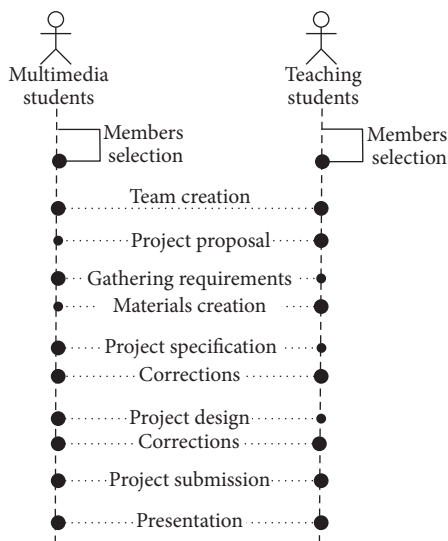 Multimedia
students
Teaching
students
Members
selection
Members
selection
Team creation
Project proposal
Gathering requirements
Materials creation
Project specification
Corrections
Project design
Corrections
Project submission
Presentation